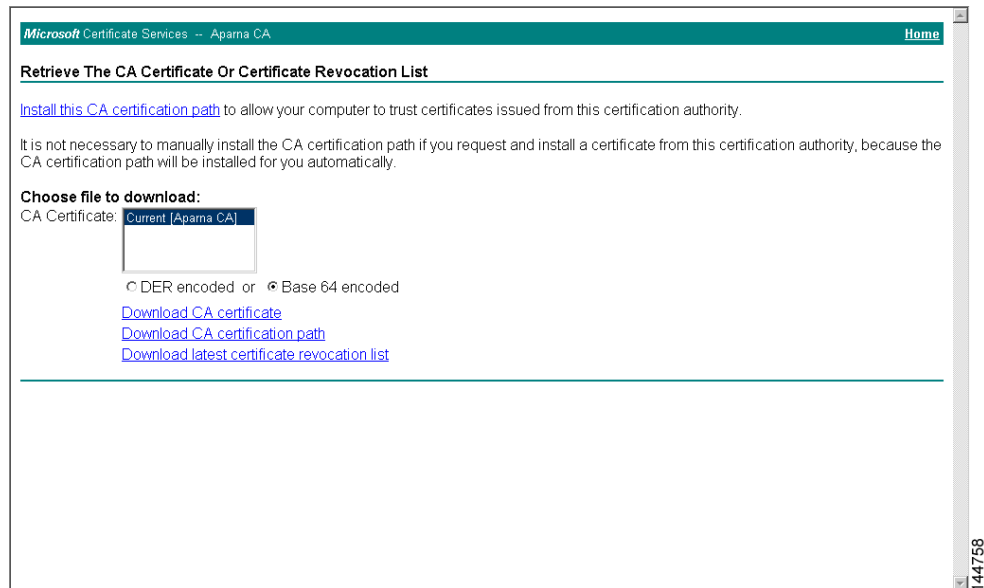 Microsoft Certificate Services -- Aparna CA Home
Retrieve The CA Certificate Or Certificate Revocation List
Install this CA certification path to allow your computer to trust certificates issued from this certification authority.
It is not necessary to manually install the CA certification path if you request and install a certificate from this certification authority, because the
CA certification path will be installed for you automatically.
Choose file to download:
CA Certificate: Current [Aparna CA]
DER encoded or Base 64 encoded
Download CA certificate
Download CA certification path
Download latest certificate revocation list
144758